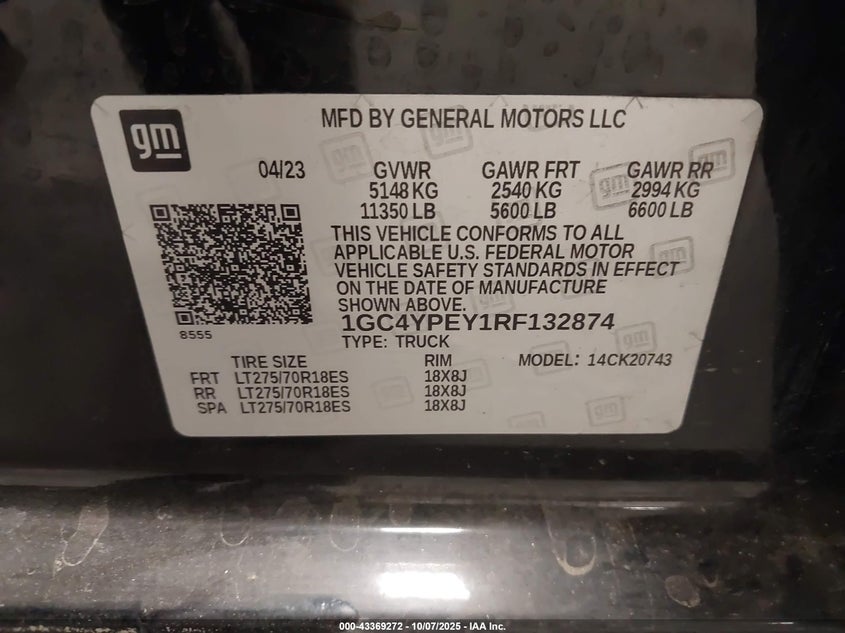 gm
MFD BY GENERAL MOTORS LLC
04/23 GVWR GAWR FRT GAWR RR
5148 KG 2540 KG 2994 KG
11350 LB 5600 LB 6600 LB
THIS VEHICLE CONFORMS TO ALL
APPLICABLE U.S. FEDERAL MOTOR
VEHICLE SAFETY STANDARDS IN EFFECT
ON THE DATE OF MANUFACTURE
SHOWN ABOVE.
8555
1GC4YPEY1RF132874
TYPE: TRUCK
TIRE SIZE RIM MODEL: 14CK20743
FRT LT275/70R18ES 18X8J
RR LT275/70R18ES 18X8J
SPA LT275/70R18ES 18X8J
000-43369272 - 10/07/2025 - IAA Inc.